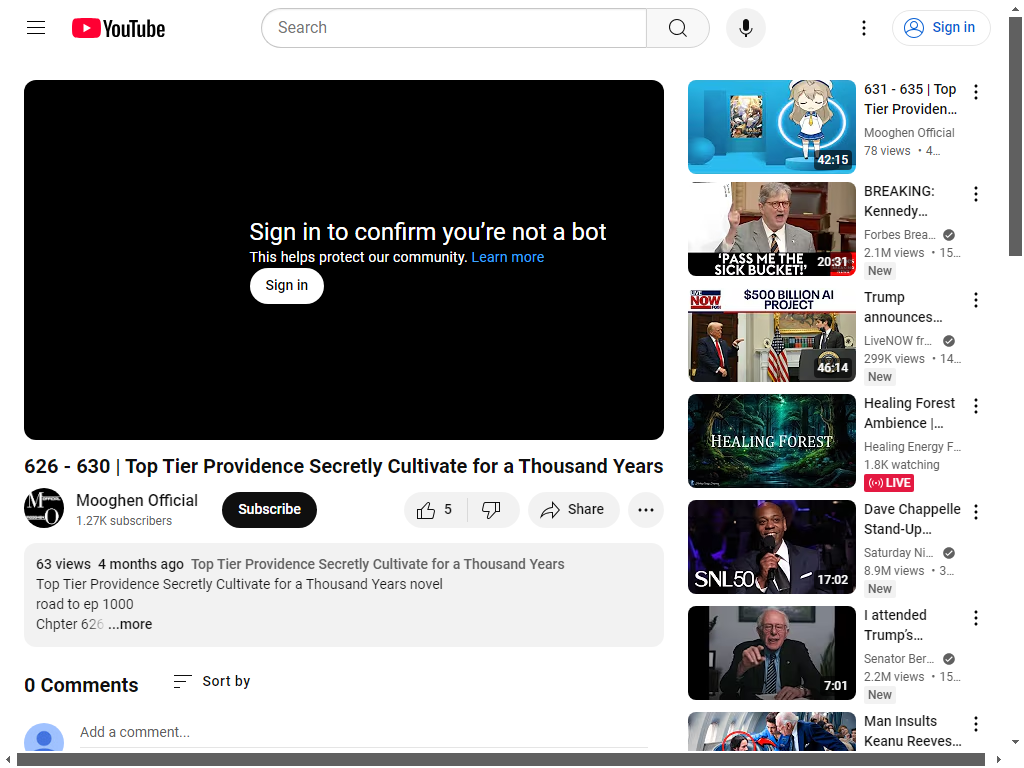 YouTube
Search
Sign in
Sign in to confirm you’re not a bot
This helps protect our community. Learn more
Sign in
626 - 630 | Top Tier Providence Secretly Cultivate for a Thousand Years
Mooghen Official
1.27K subscribers
Subscribe
5
Share
63 views 4 months ago Top Tier Providence Secretly Cultivate for a Thousand Years
Top Tier Providence Secretly Cultivate for a Thousand Years novel
road to ep 1000
Chpter 626 ...more
0 Comments
Sort by
Add a comment...
42:15
631 - 635 | Top
Tier Providen...
Mooghen Official
78 views • 4...
'PASS ME THE
SICK BUCKET!'
20:31
BREAKING:
Kennedy...
Forbes Brea...
2.1M views • 15...
New
LIVE
NOW
$500 BILLION AI
PROJECT
46:14
Trump
announces...
LiveNOW fr...
299K views • 14...
New
HEALING FOREST
Healing Forest
Ambience |...
Healing Energy F...
1.8K watching
LIVE
SNL50
17:02
Dave Chappelle
Stand-Up...
Saturday Ni...
8.9M views • 3...
New
7:01
I attended
Trump’s...
Senator Ber...
2.2M views • 15...
New
Man Insults
Keanu Reeves...